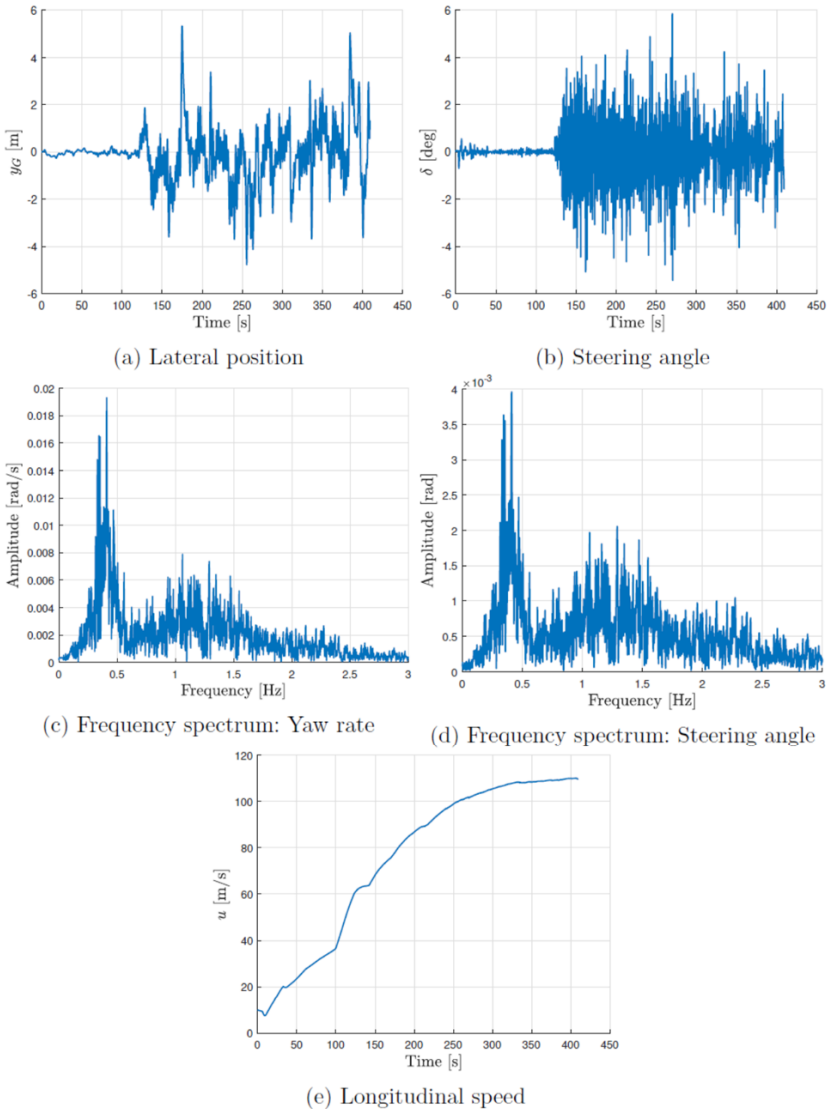 6
4
2
0
-2
-4
-6
y_G [m]
0 50 100 150 200 250 300 350 400 450
Time [s]
(a) Lateral position
6
4
2
0
-2
-4
-6
δ [deg]
0 50 100 150 200 250 300 350 400 450
Time [s]
(b) Steering angle
0.02
0.018
0.016
0.014
0.012
0.01
0.008
0.006
0.004
0.002
0
Amplitude [rad/s]
0 0.5 1 1.5 2 2.5 3
Frequency [Hz]
(c) Frequency spectrum: Yaw rate
×10⁻³
4
3.5
3
2.5
2
1.5
1
0.5
0
Amplitude [rad]
0 0.5 1 1.5 2 2.5 3
Frequency [Hz]
(d) Frequency spectrum: Steering angle
120
100
80
60
40
20
0
u [m/s]
0 50 100 150 200 250 300 350 400 450
Time [s]
(e) Longitudinal speed